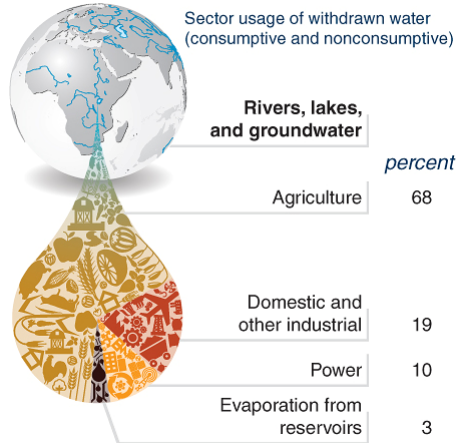 Sector usage of withdrawn water
(consumptive and nonconsumptive)
Rivers, lakes,
and groundwater
percent
Agriculture 68
Domestic and
other industrial 19
Power 10
Evaporation from
reservoirs 3